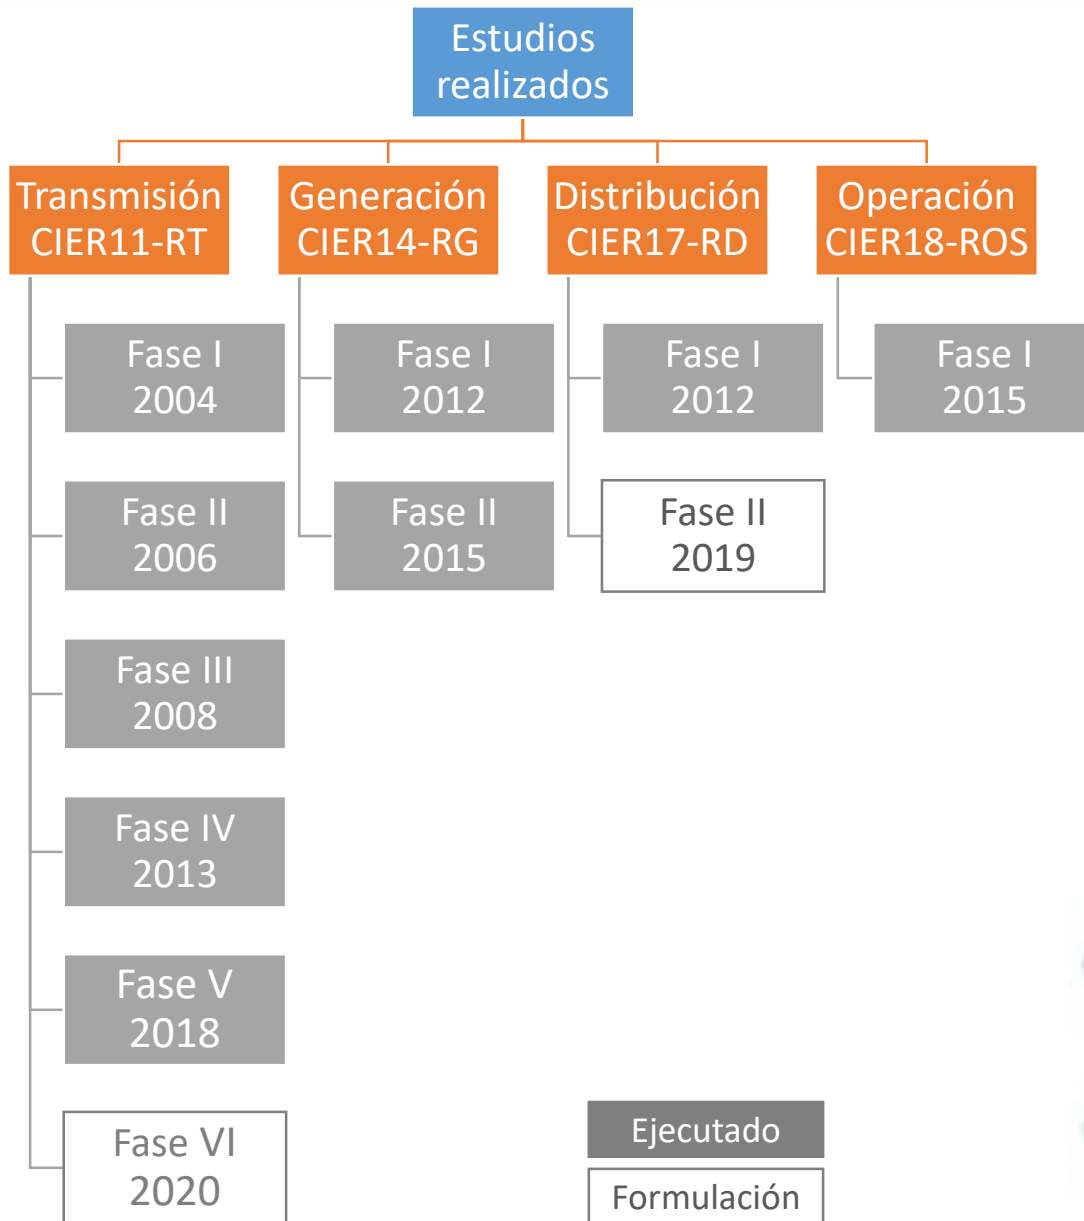 Estudios
realizados
Transmisión
CIER11-RT
Generación
CIER14-RG
Distribución
CIER17-RD
Operación
CIER18-ROS
Fase I
2004
Fase I
2012
Fase I
2012
Fase I
2015
Fase II
2006
Fase II
2015
Fase II
2019
Fase III
2008
Fase IV
2013
Fase V
2018
Fase VI
2020
Ejecutado
Formulación